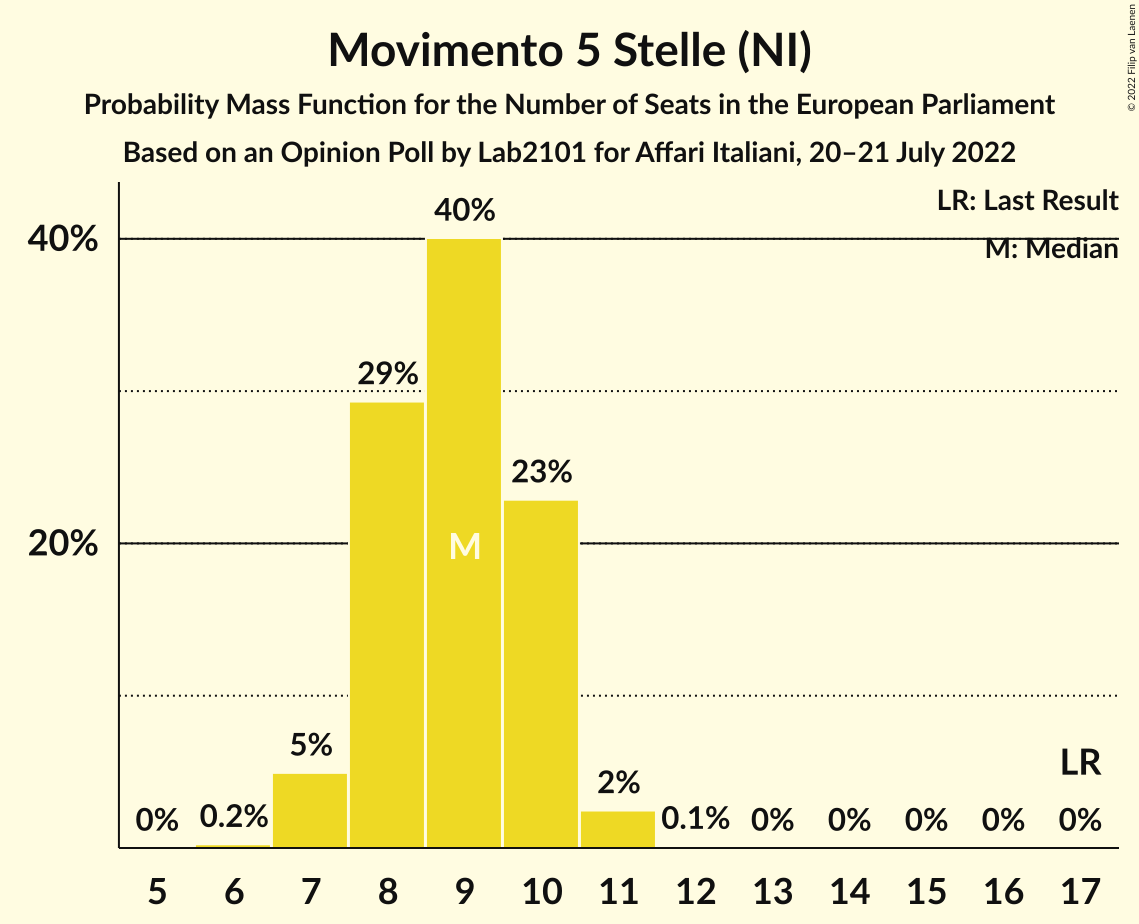 Movimento 5 Stelle (NI)
Probability Mass Function for the Number of Seats in the European Parliament
Based on an Opinion Poll by Lab2101 for Affari Italiani, 20–21 July 2022
© 2022 Filip van Laenen
LR: Last Result
M: Median
40%
20%
0%
0.2%
5%
29%
40%
M
23%
2%
0.1%
0%
0%
0%
0%
LR
0%
5 6 7 8 9 10 11 12 13 14 15 16 17